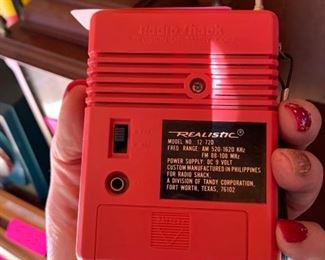 Radio Shack
REALISTIC®
MODEL NO. 12-720
FREQ. RANGE: AM 520-1620 KHz
FM 88-108 MHz
POWER SUPPLY: DC 9 VOLT
CUSTOM MANUFACTURED IN PHILIPPINES
FOR RADIO SHACK
A DIVISION OF TANDY CORPORATION,
FORT WORTH, TEXAS, 76102